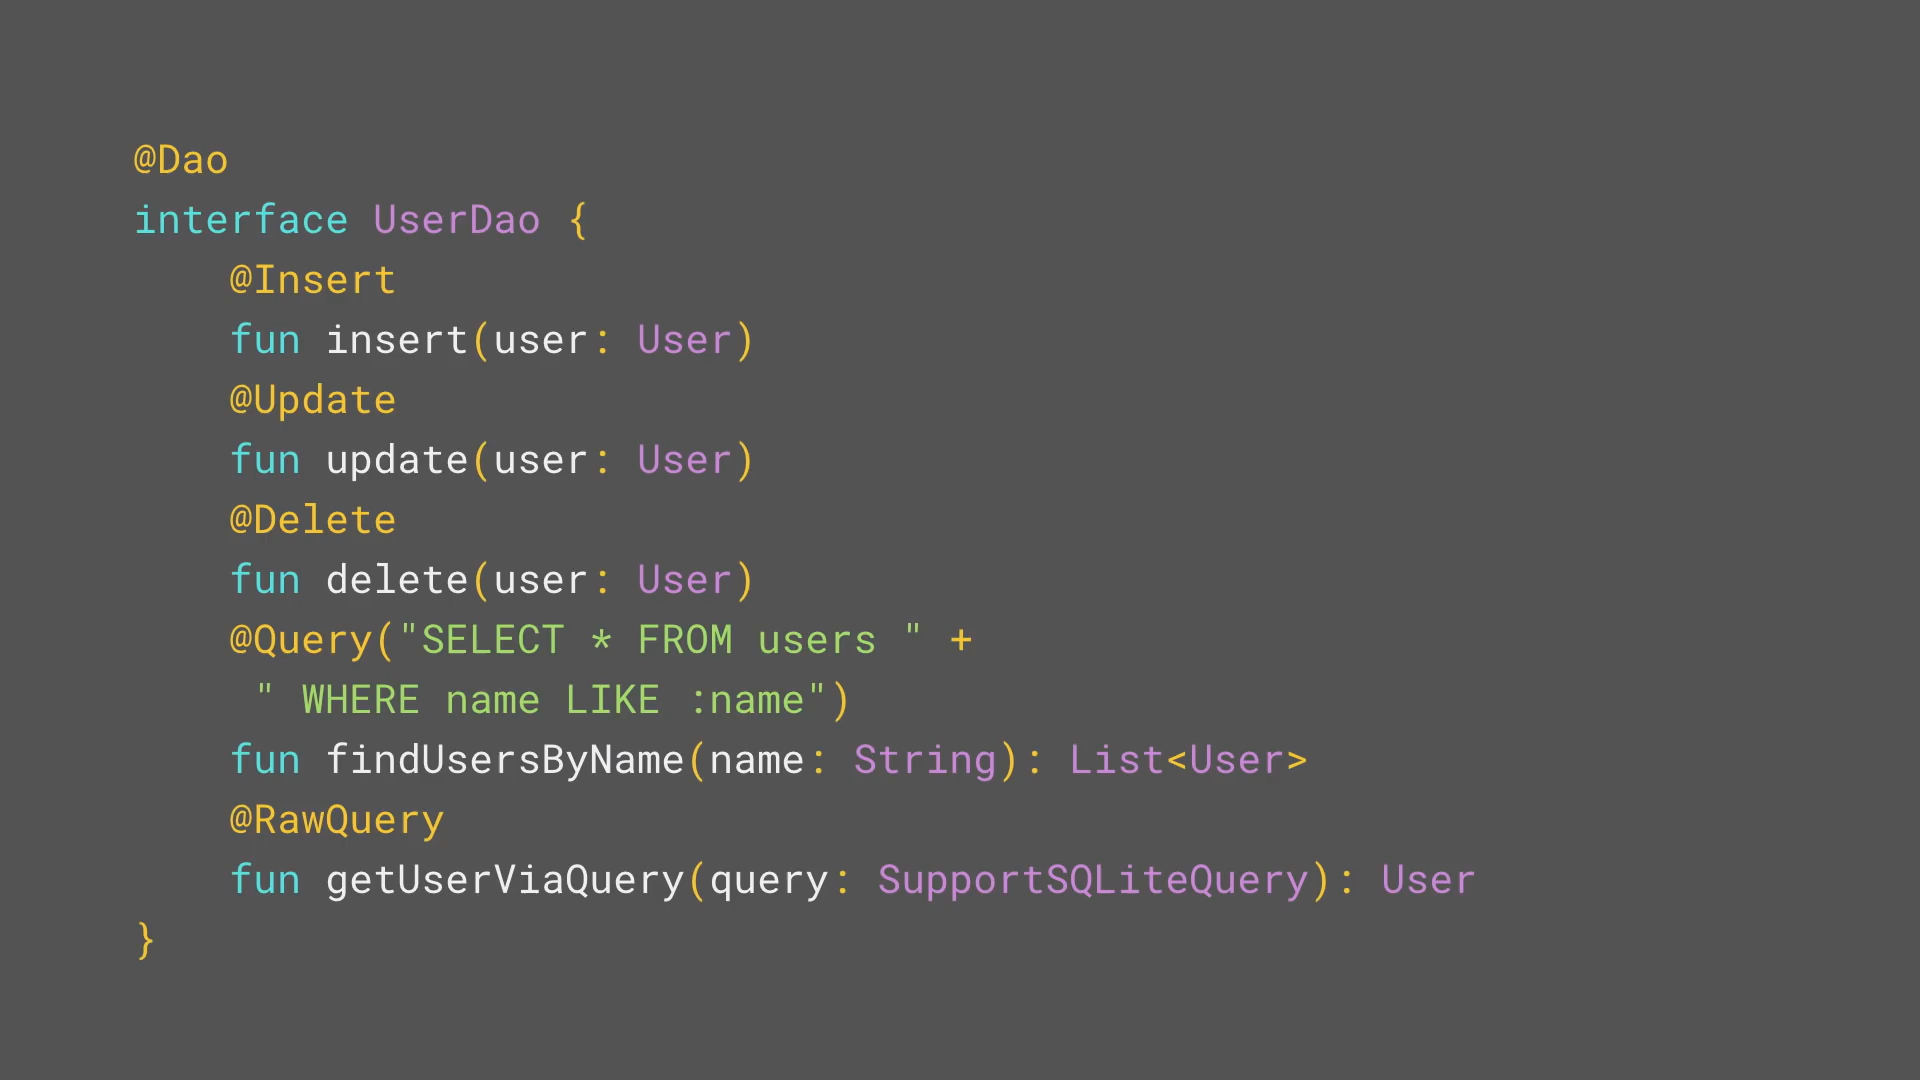 @Dao
interface UserDao {
    @Insert
    fun insert(user: User)
    @Update
    fun update(user: User)
    @Delete
    fun delete(user: User)
    @Query("SELECT * FROM users " +
     " WHERE name LIKE :name")
    fun findUsersByName(name: String): List<User>
    @RawQuery
    fun getUserViaQuery(query: SupportSQLiteQuery): User
}